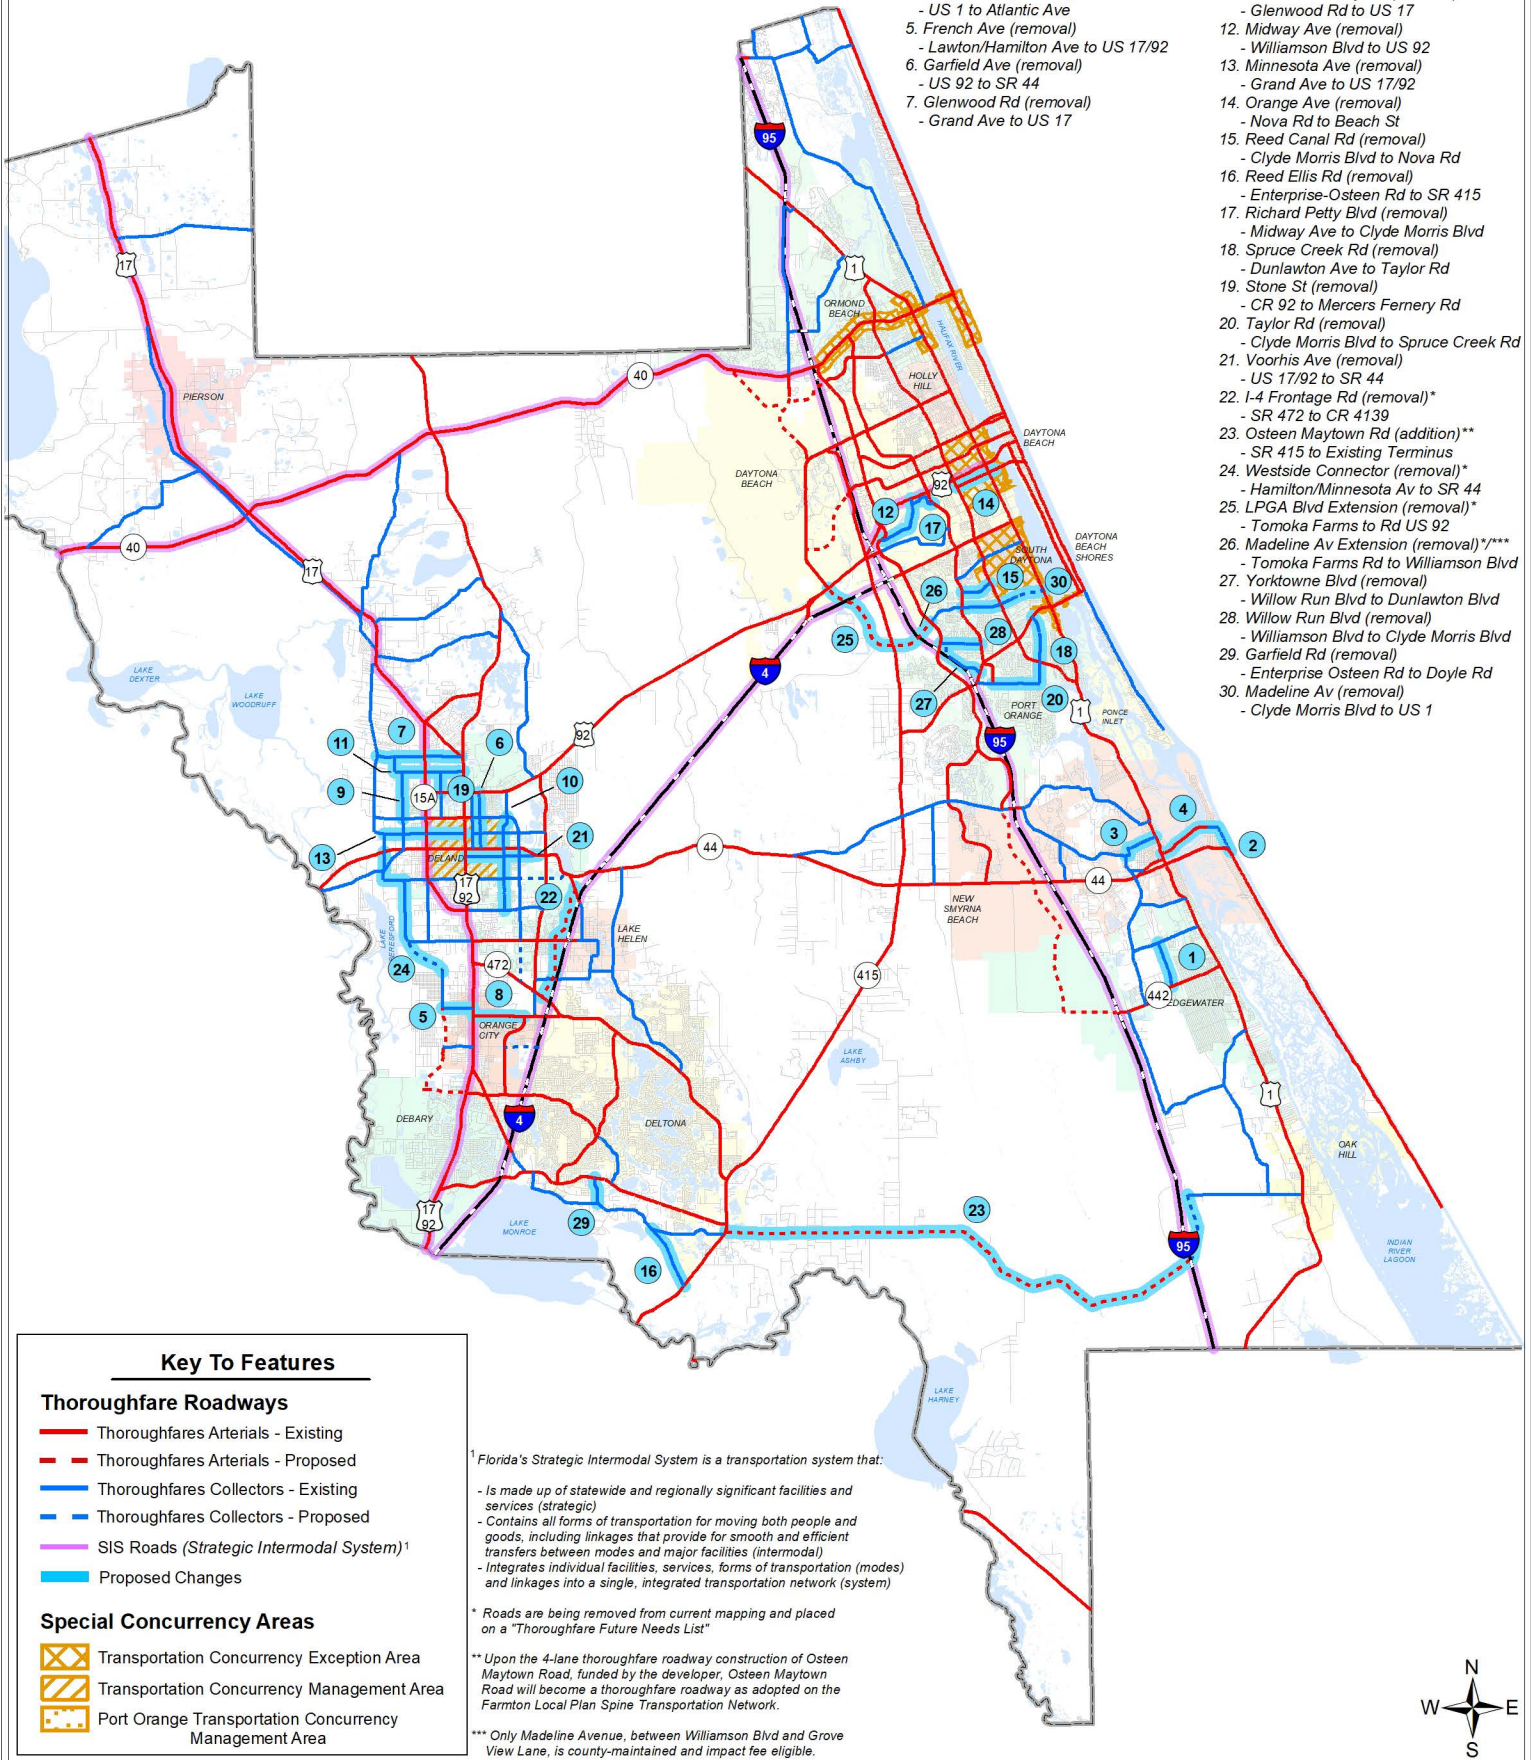 - US 1 to Atlantic Ave
5. French Ave (removal)
- Lawton/Hamilton Ave to US 17/92
6. Garfield Ave (removal)
- US 92 to SR 44
7. Glenwood Rd (removal)
- Grand Ave to US 17
- Glenwood Rd to US 17
12. Midway Ave (removal)
- Williamson Blvd to US 92
13. Minnesota Ave (removal)
- Grand Ave to US 17/92
14. Orange Ave (removal)
- Nova Rd to Beach St
15. Reed Canal Rd (removal)
- Clyde Morris Blvd to Nova Rd
16. Reed Ellis Rd (removal)
- Enterprise-Osteen Rd to SR 415
17. Richard Petty Blvd (removal)
- Midway Ave to Clyde Morris Blvd
18. Spruce Creek Rd (removal)
- Dunlawton Ave to Taylor Rd
19. Stone St (removal)
- CR 92 to Mercers Fernery Rd
20. Taylor Rd (removal)
- Clyde Morris Blvd to Spruce Creek Rd
21. Voorhis Ave (removal)
- US 17/92 to SR 44
22. I-4 Frontage Rd (removal)*
- SR 472 to CR 4139
23. Osteen Maytown Rd (addition)**
- SR 415 to Existing Terminus
24. Westside Connector (removal)*
- Hamilton/Minnesota Av to SR 44
25. LPGA Blvd Extension (removal)*
- Tomoka Farms to Rd US 92
26. Madeline Av Extension (removal)*/***
- Tomoka Farms Rd to Williamson Blvd
27. Yorktowne Blvd (removal)
- Willow Run Blvd to Dunlawton Blvd
28. Willow Run Blvd (removal)
- Williamson Blvd to Clyde Morris Blvd
29. Garfield Rd (removal)
- Enterprise Osteen Rd to Doyle Rd
30. Madeline Av (removal)
- Clyde Morris Blvd to US 1
95
17
1
ORMOND
BEACH
HALIFAX RIVER
40
HOLLY
HILL
PIERSON
DAYTONA
BEACH
DAYTONA
BEACH
92
12
14
17
40
17
SOUTH
DAYTONA
DAYTONA
BEACH
SHORES
15
30
26
25
28
18
4
LAKE
DEXTER
LAKE
WOODRUFF
27
20
PORT
ORANGE
1
PONCE
INLET
7
6
92
95
11
9
15A
19
10
4
3
2
13
21
44
DELAND
17
92
22
44
NEW
SMYRNA
BEACH
LAKE
HELEN
LAKE
BERESFORD
24
472
415
1
442
EDGEWATER
8
5
ORANGE
CITY
LAKE
ASHBY
1
DEBARY
4
DELTONA
OAK
HILL
17
92
LAKE
MONROE
29
23
16
95
INDIAN
RIVER
LAGOON
LAKE
HARNEY
Key To Features
Thoroughfare Roadways
Thoroughfares Arterials - Existing
Thoroughfares Arterials - Proposed
Thoroughfares Collectors - Existing
Thoroughfares Collectors - Proposed
SIS Roads (Strategic Intermodal System)¹
Proposed Changes
Special Concurrency Areas
Transportation Concurrency Exception Area
Transportation Concurrency Management Area
Port Orange Transportation Concurrency
Management Area
¹ Florida's Strategic Intermodal System is a transportation system that:
- Is made up of statewide and regionally significant facilities and
services (strategic)
- Contains all forms of transportation for moving both people and
goods, including linkages that provide for smooth and efficient
transfers between modes and major facilities (intermodal)
- Integrates individual facilities, services, forms of transportation (modes)
and linkages into a single, integrated transportation network (system)
* Roads are being removed from current mapping and placed
on a "Thoroughfare Future Needs List"
** Upon the 4-lane thoroughfare roadway construction of Osteen
Maytown Road, funded by the developer, Osteen Maytown
Road will become a thoroughfare roadway as adopted on the
Farmton Local Plan Spine Transportation Network.
*** Only Madeline Avenue, between Williamson Blvd and Grove
View Lane, is county-maintained and impact fee eligible.
N
W
E
S